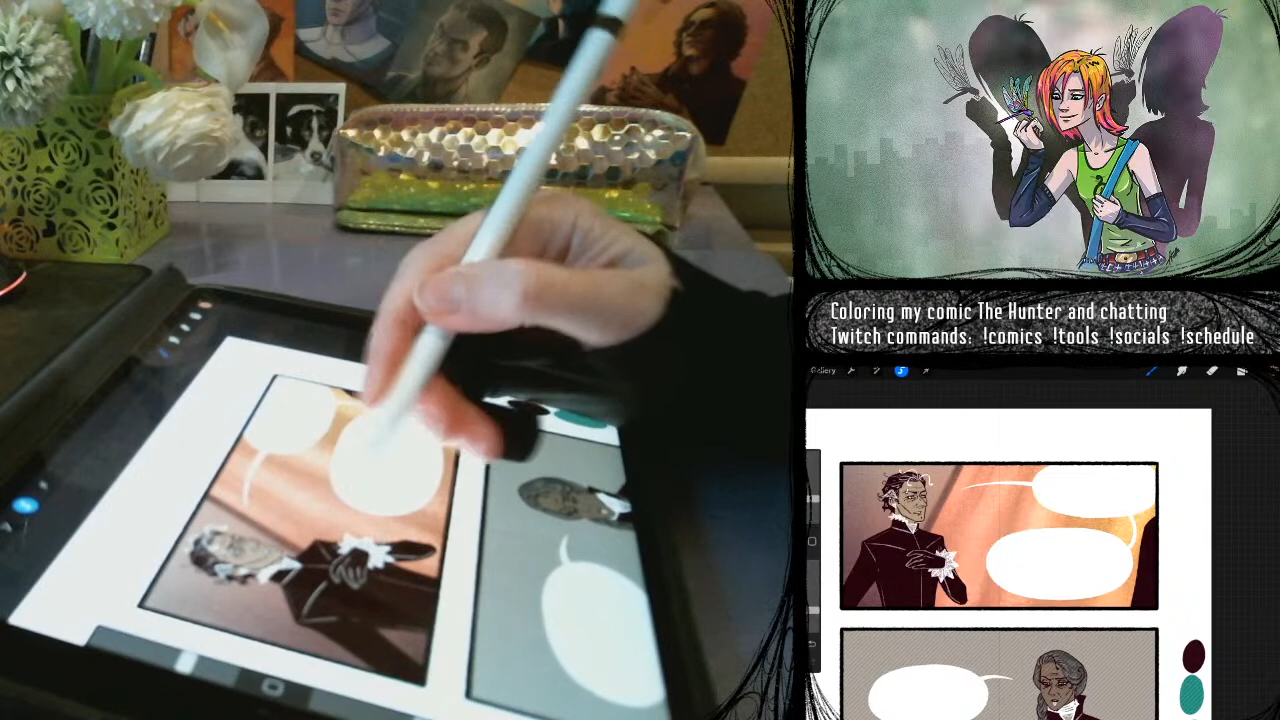 Coloring my comic The Hunter and chatting
Twitch commands. !comics !tools !socials !schedule
Gallery